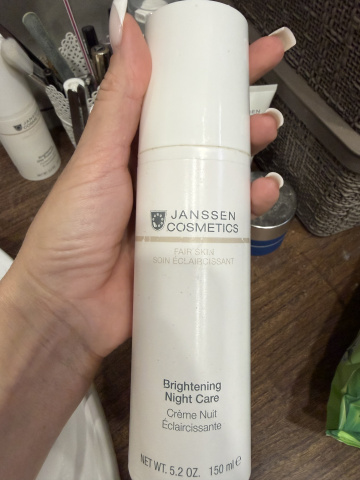 JANSSEN
COSMETICS
FAIR SKIN
SOIN ÉCLAIRCISSANT
Brightening
Night Care
Crème Nuit
Éclaircissante
NET WT. 5.2 OZ. 150 ml ℮